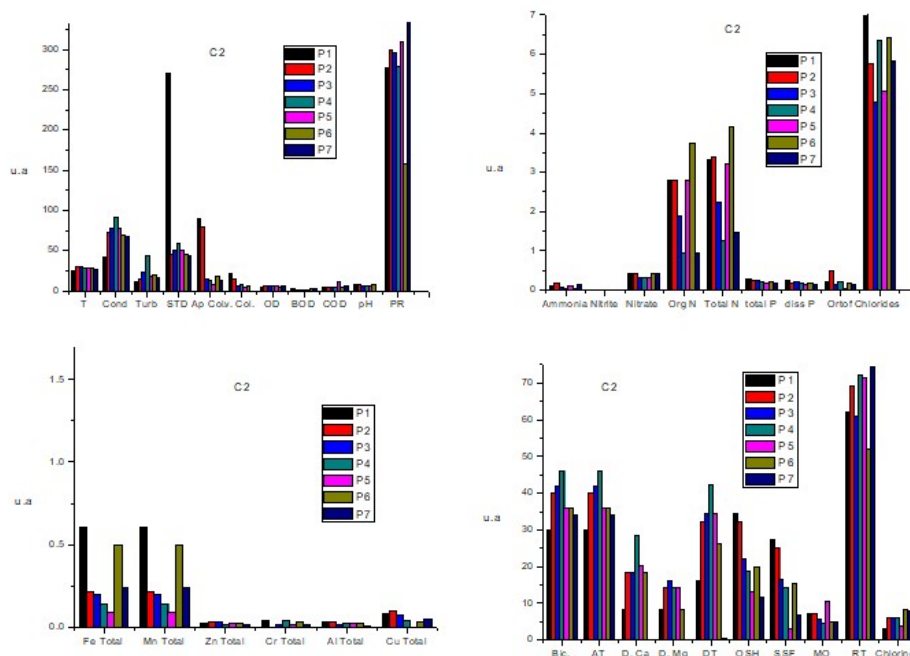 C2
P1
P2
P3
P4
P5
P6
P7
u.a
300
250
200
150
100
50
0
T Cond Turb STD Ap Colv. Col. OD BOD COD pH PR
C2
P1
P2
P3
P4
P5
P6
P7
u.a
7
6
5
4
3
2
1
0
Ammonia Nitrite Nitrate Org N Total N total P diss P Ortof Chlorides
C2
P1
P2
P3
P4
P5
P6
P7
u.a
1.5
1.0
0.5
0.0
Fe Total Mn Total Zn Total Cr Total Al Total Cu Total
C2
P1
P2
P3
P4
P5
P6
P7
u.a
70
60
50
40
30
20
10
0
Bic. AT D. Ca D. Mg DT OSH SSF MO RT Chlorine